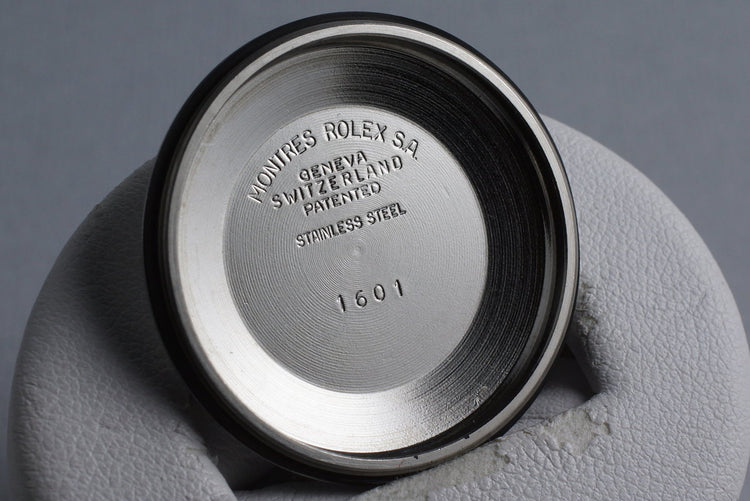 MONTRES ROLEX S.A.
GENEVA
SWITZERLAND
PATENTED
STAINLESS STEEL
1601